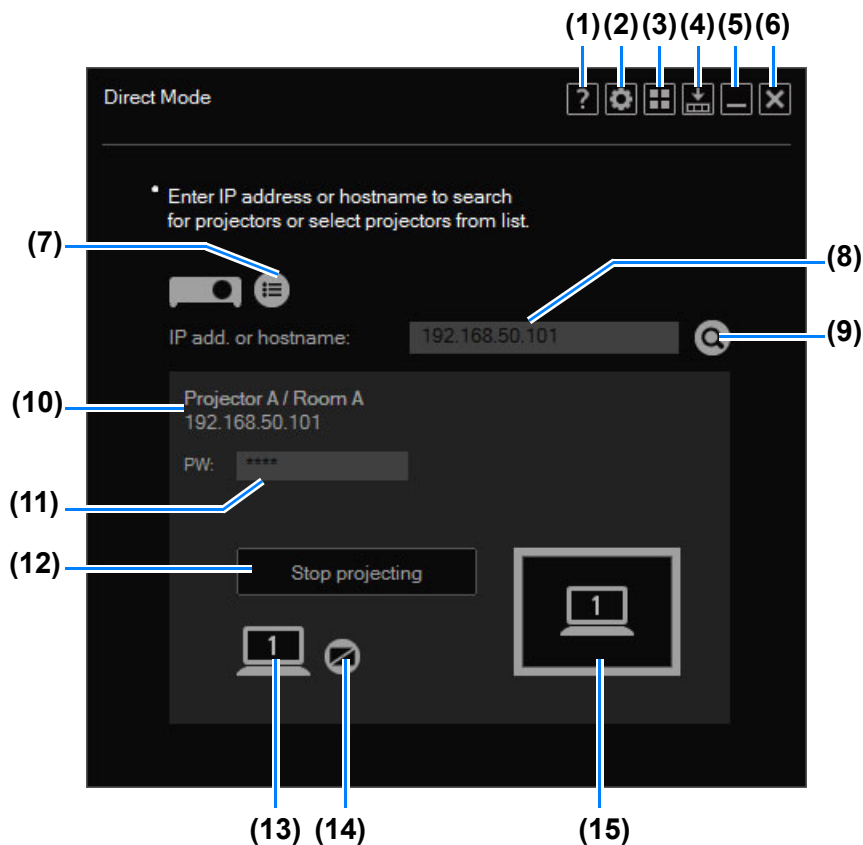 (1) (2) (3) (4) (5) (6)
Direct Mode
?
Enter IP address or hostname to search
for projectors or select projectors from list.
(7)
(8)
IP add. or hostname: 192.168.50.101
(9)
(10)
Projector A / Room A
192.168.50.101
PW: ****
(11)
(12)
Stop projecting
1
1
(13) (14) (15)